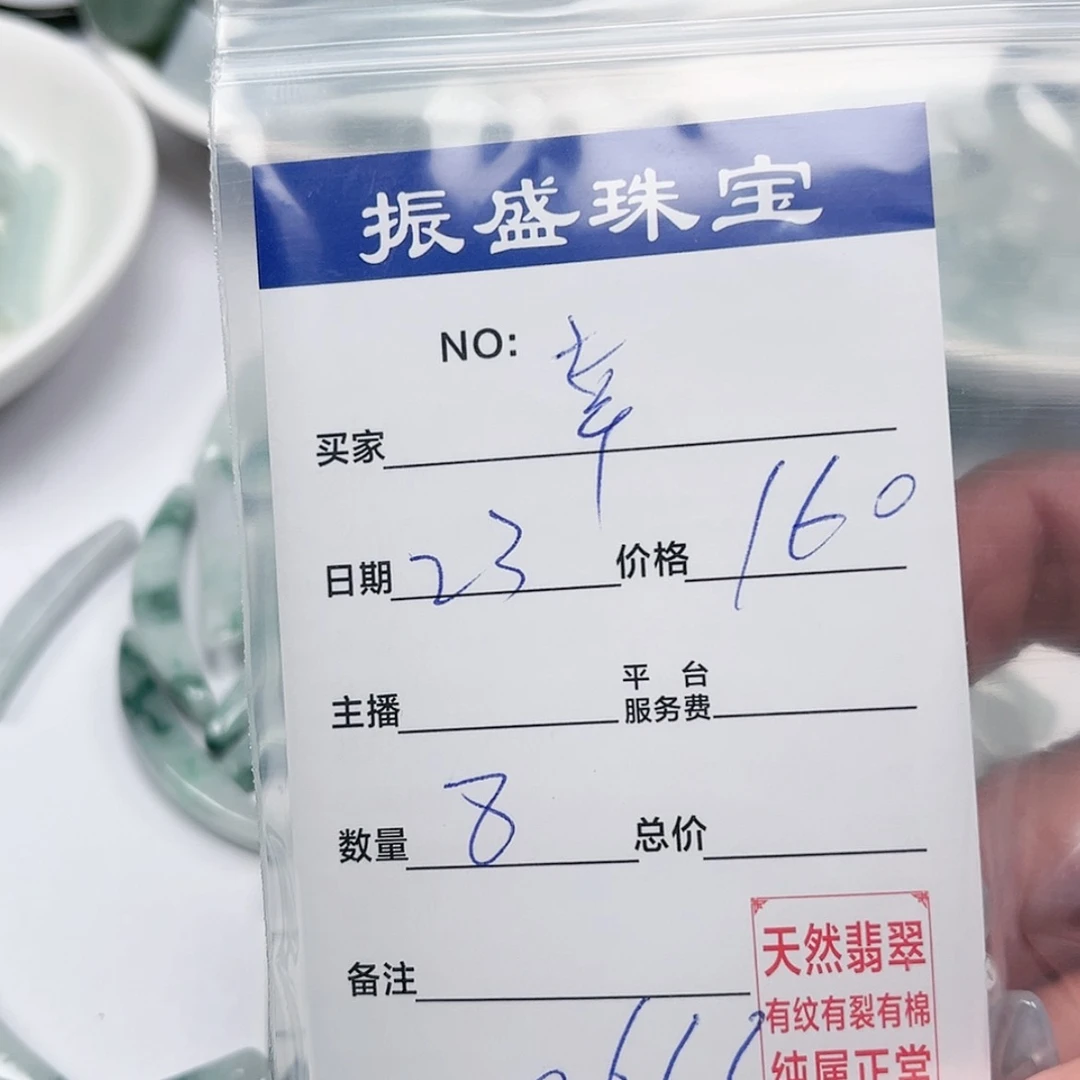 振盛珠宝
NO:
买家 幸
日期 23 价格 160
主播 平台服务费
数量 8 总价
备注
天然翡翠
有纹有裂有棉
纯属正常